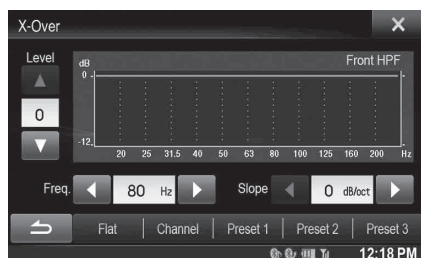 X-Over
Level
dB
Front HPF
0
0
-12
20 25 31.5 40 50 63 80 100 125 160 200 Hz
Freq. 80 Hz Slope 0 dB/oct
Flat Channel Preset 1 Preset 2 Preset 3
12:18 PM